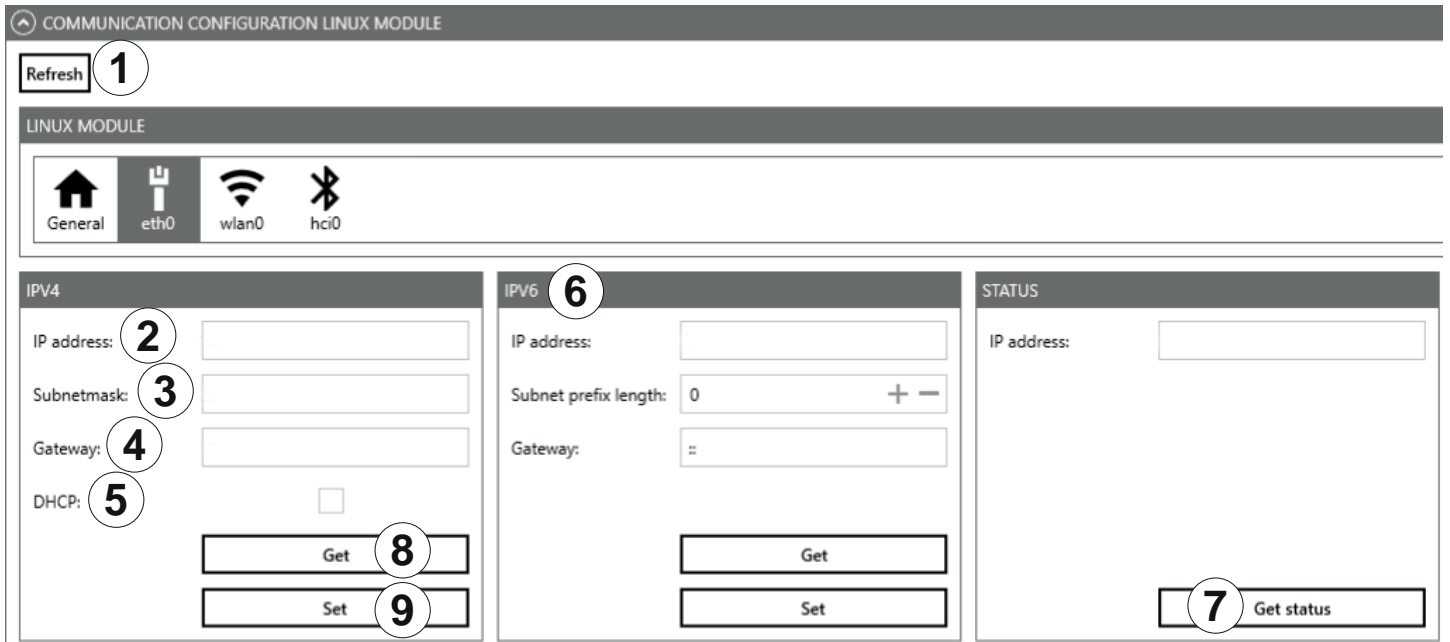 COMMUNICATION CONFIGURATION LINUX MODULE
Refresh 1
LINUX MODULE
General eth0 wlan0 hci0
IPV4
IP address: 2
Subnetmask: 3
Gateway: 4
DHCP: 5
Get 8
Set 9
IPV6 6
IP address:
Subnet prefix length: 0 + −
Gateway: ::
Get
Set
STATUS
IP address:
7 Get status